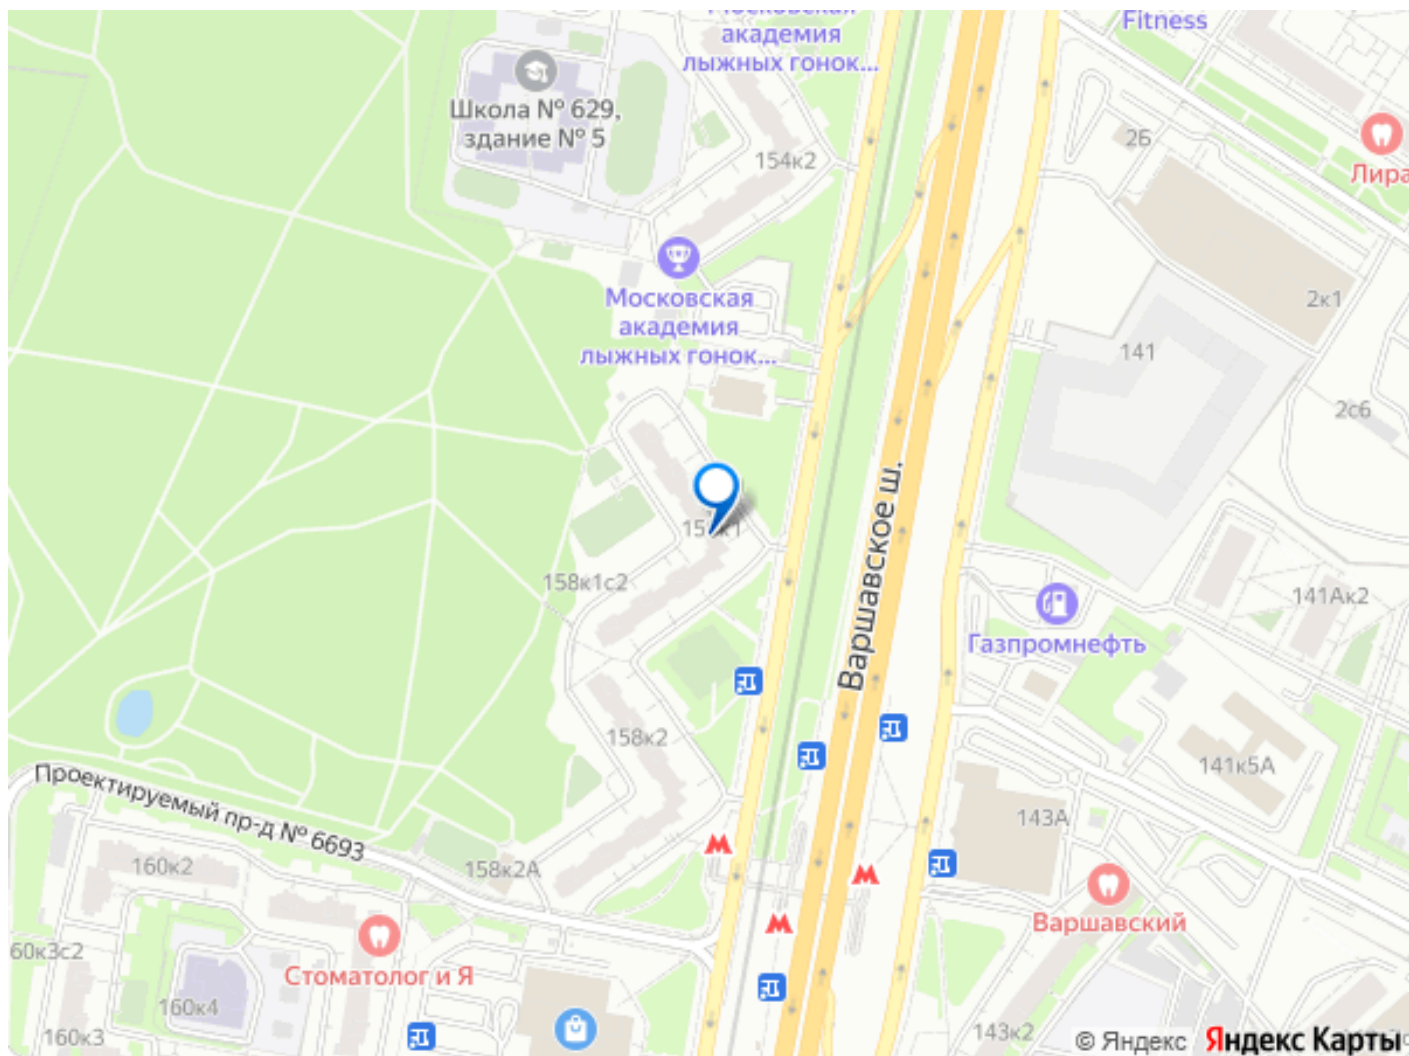 Московская
академия
лыжных гонок...
Fitness
Школа № 629,
здание № 5
154к2
26
Лира
Московская
академия
лыжных гонок...
2к1
141
2с6
Варшавское ш.
158к1с2
141Ак2
Газпромнефть
158к2
141к5А
Проектируемый пр-д № 6693
143А
160к2
158к2А
Варшавский
60к3с2
Стоматолог и Я
160к4
160к3
143к2
© Яндекс
Яндекс Карты